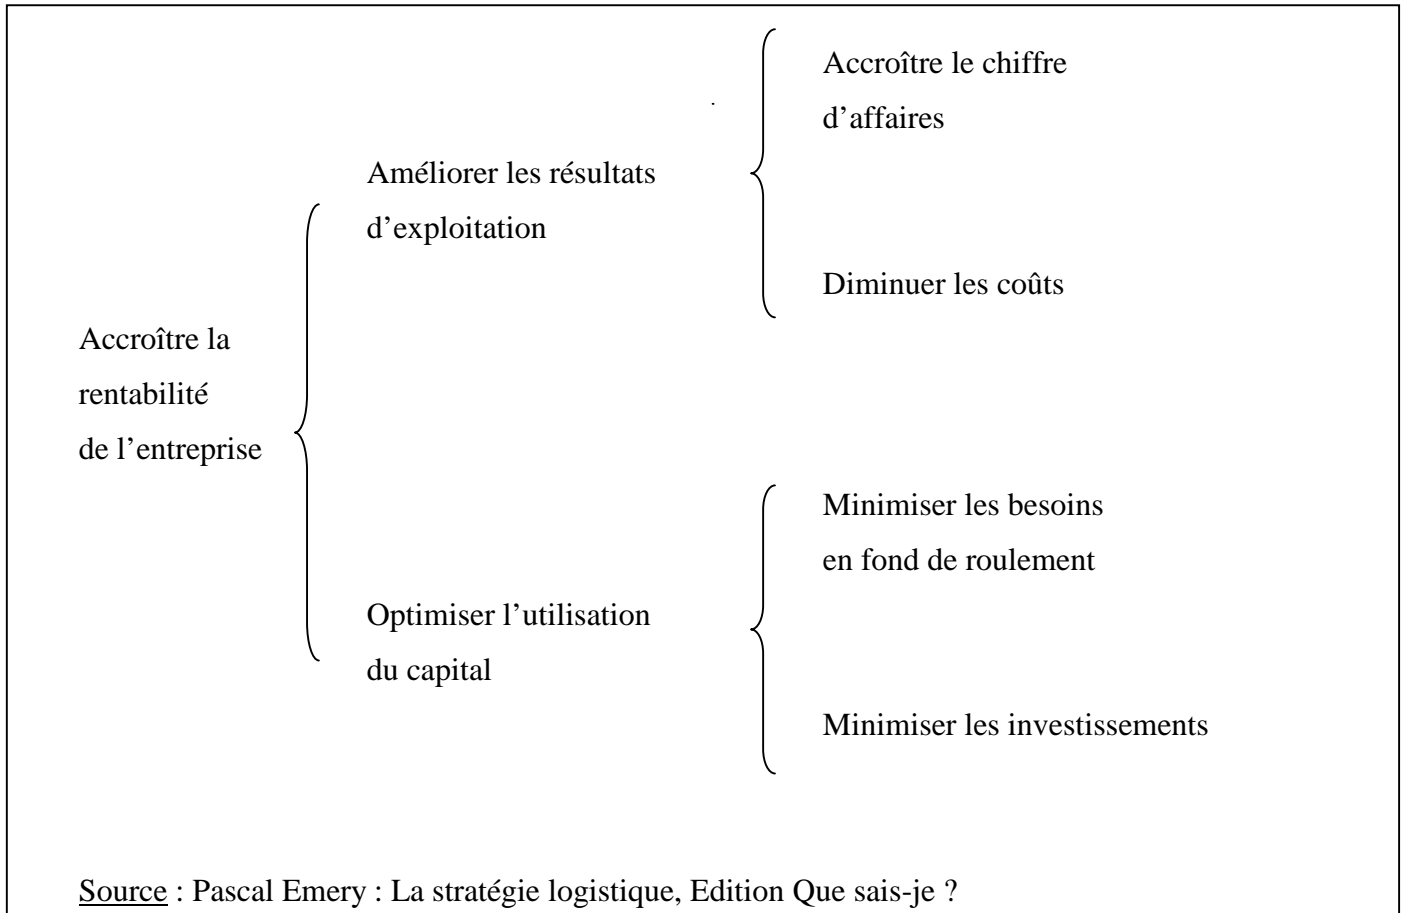 Accroître la
rentabilité
de l’entreprise
Améliorer les résultats
d’exploitation
Accroître le chiffre
d’affaires
Diminuer les coûts
Optimiser l’utilisation
du capital
Minimiser les besoins
en fond de roulement
Minimiser les investissements
Source : Pascal Emery : La stratégie logistique, Edition Que sais-je ?